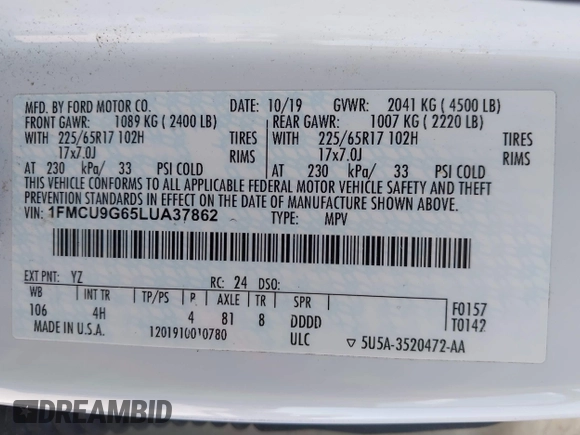 MFD. BY FORD MOTOR CO. DATE: 10/19 GVWR: 2041 KG ( 4500 LB)
FRONT GAWR: 1089 KG ( 2400 LB) REAR GAWR: 1007 KG ( 2220 LB)
WITH 225/65R17 102H TIRES WITH 225/65R17 102H TIRES
17x7.0J RIMS 17x7.0J RIMS
AT 230 kPa/ 33 PSI COLD AT 230 kPa/ 33 PSI COLD
THIS VEHICLE CONFORMS TO ALL APPLICABLE FEDERAL MOTOR VEHICLE SAFETY AND THEFT
PREVENTION STANDARDS IN EFFECT ON THE DATE OF MANUFACTURE SHOWN ABOVE.
VIN: 1FMCU9G65LUA37862 TYPE: MPV
EXT PNT: YZ RC: 24 DSO:
WB INT TR TP/PS R AXLE TR SPR
106 4H 4 81 8 DDDD
F0157
T0142
MADE IN U.S.A. 1201910010780 ULC ▽ 5U5A-3520472-AA
DREAMBID